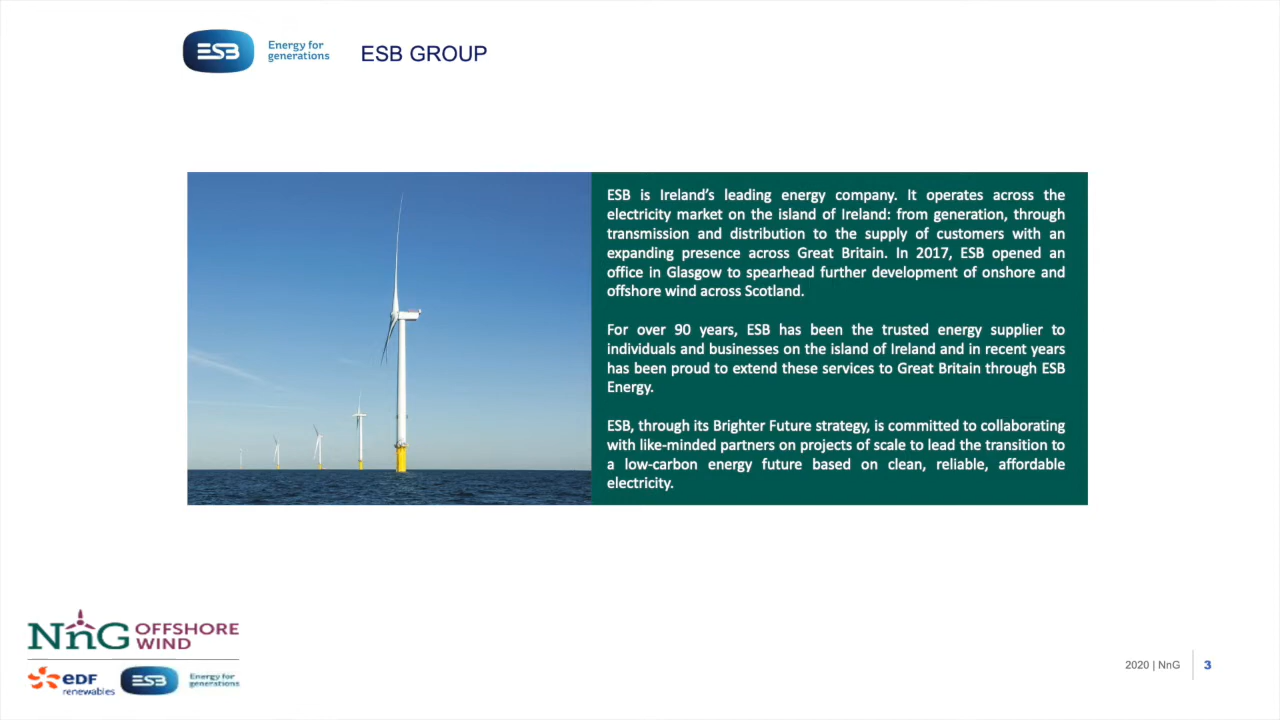 ESB
Energy for
generations
ESB GROUP
ESB is Ireland’s leading energy company. It operates across the
electricity market on the island of Ireland: from generation, through
transmission and distribution to the supply of customers with an
expanding presence across Great Britain. In 2017, ESB opened an
office in Glasgow to spearhead further development of onshore and
offshore wind across Scotland.
For over 90 years, ESB has been the trusted energy supplier to
individuals and businesses on the island of Ireland and in recent years
has been proud to extend these services to Great Britain through ESB
Energy.
ESB, through its Brighter Future strategy, is committed to collaborating
with like-minded partners on projects of scale to lead the transition to
a low-carbon energy future based on clean, reliable, affordable
electricity.
NnG OFFSHORE
WIND
eDF
renewables
ESB
Energy for
generations
2020 | NnG
3